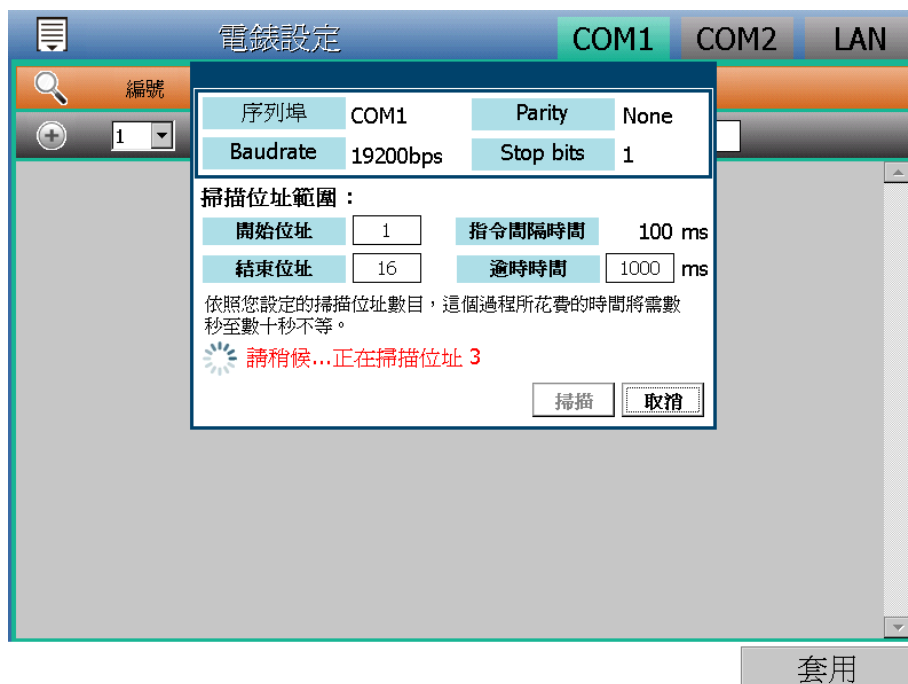 電錶設定 COM1 COM2 LAN
編號
1
序列埠 COM1 Parity None
Baudrate 19200bps Stop bits 1
掃描位址範圍：
開始位址 1 指令間隔時間 100 ms
結束位址 16 逾時時間 1000 ms
依照您設定的掃描位址數目，這個過程所花費的時間將需數
秒至數十秒不等。
請稍候...正在掃描位址 3
掃描 取消
套用